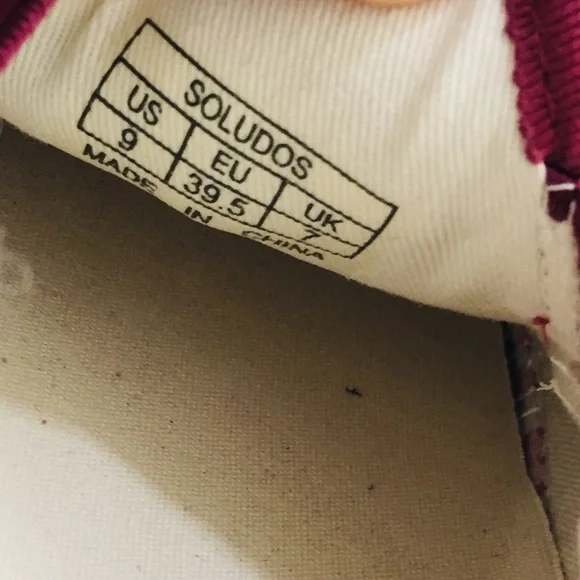 SOLUDOS
US EU UK
9 39.5 7
MADE IN CHINA